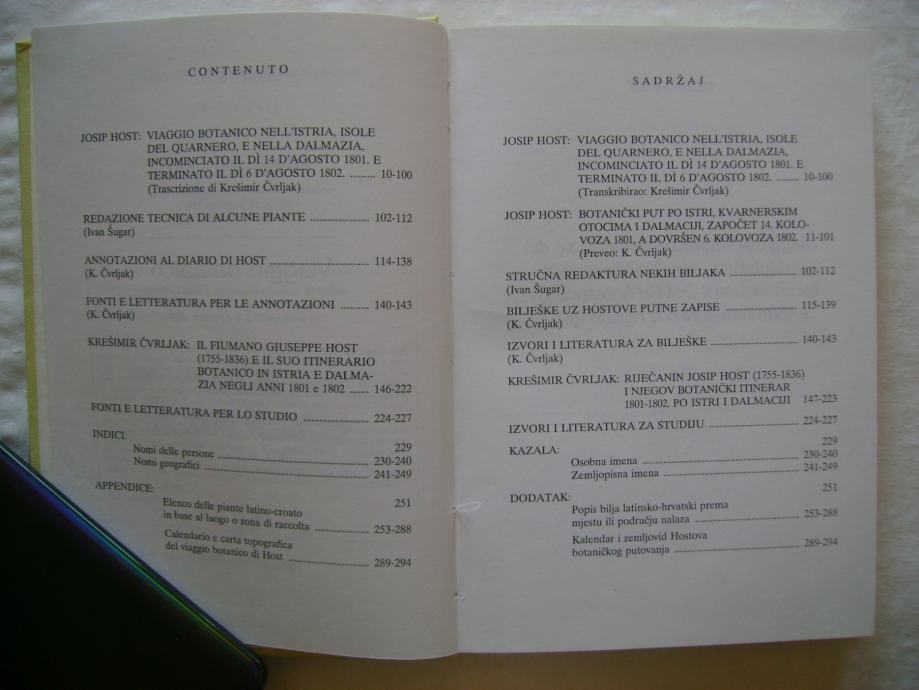 CONTENUTO
JOSIP HOST: VIAGGIO BOTANICO NELL'ISTRIA, ISOLE
DEL QUARNERO, E NELLA DALMAZIA,
INCOMINCIATO IL DÌ 14 D'AGOSTO 1801. E
TERMINATO IL DÌ 6 D'AGOSTO 1802. ......... 10-100
(Trascrizione di Krešimir Čvrljak)
REDAZIONE TECNICA DI ALCUNE PIANTE ................ 102-112
(Ivan Šugar)
ANNOTAZIONI AL DIARIO DI HOST ......................... 114-138
(K. Čvrljak)
FONTI E LETTERATURA PER LE ANNOTAZIONI ......... 140-143
(K. Čvrljak)
KREŠIMIR ČVRLJAK: IL FIUMANO GIUSEPPE HOST
(1755-1836) E IL SUO ITINERARIO
BOTANICO IN ISTRIA E DALMA-
ZIA NEGLI ANNI 1801 e 1802 ....... 146-222
FONTI E LETTERATURA PER LO STUDIO .................... 224-227
INDICI: 229
Nomi delle persone ........................................ 230-240
Nomi geografici ............................................ 241-249
APPENDICE: 251
Elenco delle piante latino-croato
in base al luogo o zona di raccolta ..................... 253-288
Calendario e carta topografica
del viaggio botanico di Host ........................... 289-294
SADRŽAJ
JOSIP HOST: VIAGGIO BOTANICO NELL'ISTRIA, ISOLE
DEL QUARNERO, E NELLA DALMAZIA,
INCOMINCIATO IL DÌ 14 D'AGOSTO 1801. E
TERMINATO IL DÌ 6 D'AGOSTO 1802. ......... 10-100
(Transkribirao: Krešimir Čvrljak)
JOSIP HOST: BOTANIČKI PUT PO ISTRI, KVARNERSKIM
OTOCIMA I DALMACIJI, ZAPOČET 14. KOLO-
VOZA 1801, A DOVRŠEN 6. KOLOVOZA 1802. 11-101
(Preveo: K. Čvrljak)
STRUČNA REDAKTURA NEKIH BILJAKA ................... 102-112
(Ivan Šugar)
BILJEŠKE UZ HOSTOVE PUTNE ZAPISE ..................... 115-139
(K. Čvrljak)
IZVORI I LITERATURA ZA BILJEŠKE ........................ 140-143
(K. Čvrljak)
KREŠIMIR ČVRLJAK: RIJEČANIN JOSIP HOST (1755-1836)
I NJEGOV BOTANIČKI ITINERAR
1801-1802. PO ISTRI I DALMACIJI 147-223
IZVORI I LITERATURA ZA STUDIJU ......................... 224-227
KAZALA: 229
Osobna imena ............................................... 230-240
Zemljopisna imena ......................................... 241-249
DODATAK: 251
Popis bilja latinsko-hrvatski prema
mjestu ili području nalaza ............................... 253-288
Kalendar i zemljovid Hostova
botaničkog putovanja ..................................... 289-294